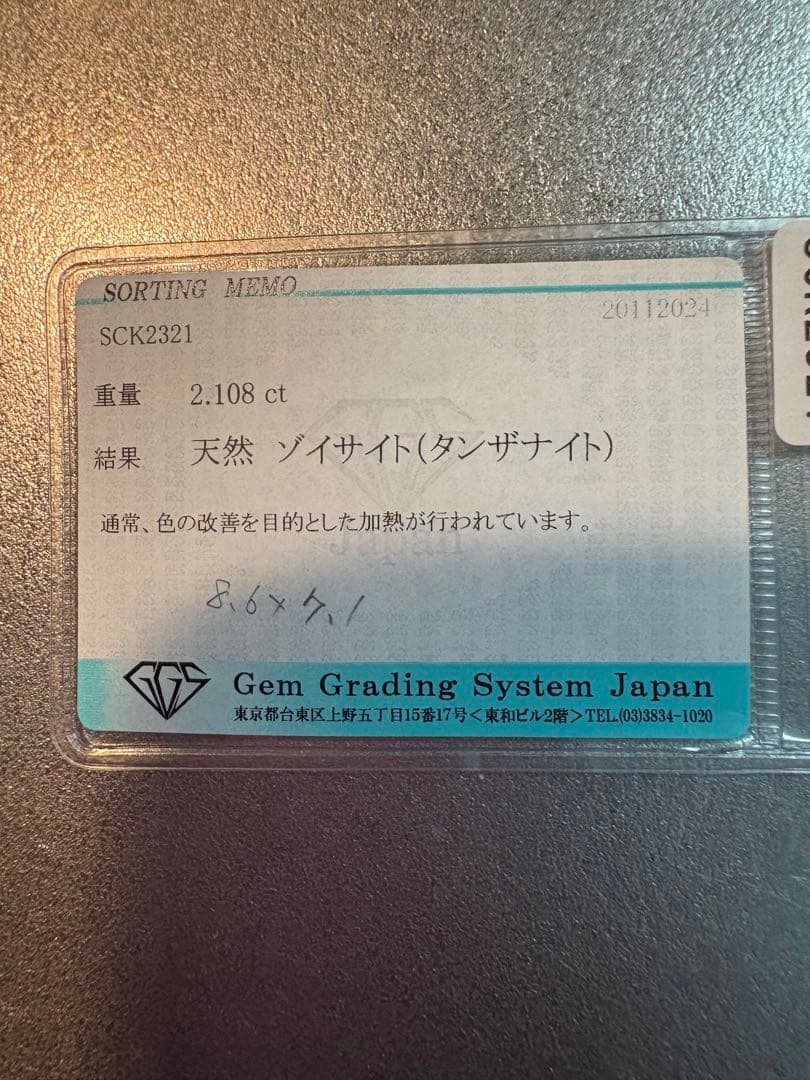 SORTING MEMO
20112024
SCK2321
重量 2.108 ct
結果 天然 ゾイサイト(タンザナイト)
通常、色の改善を目的とした加熱が行われています。
8.6×7.1
GGS Gem Grading System Japan
東京都台東区上野五丁目15番17号<東和ビル2階>TEL.(03)3834-1020